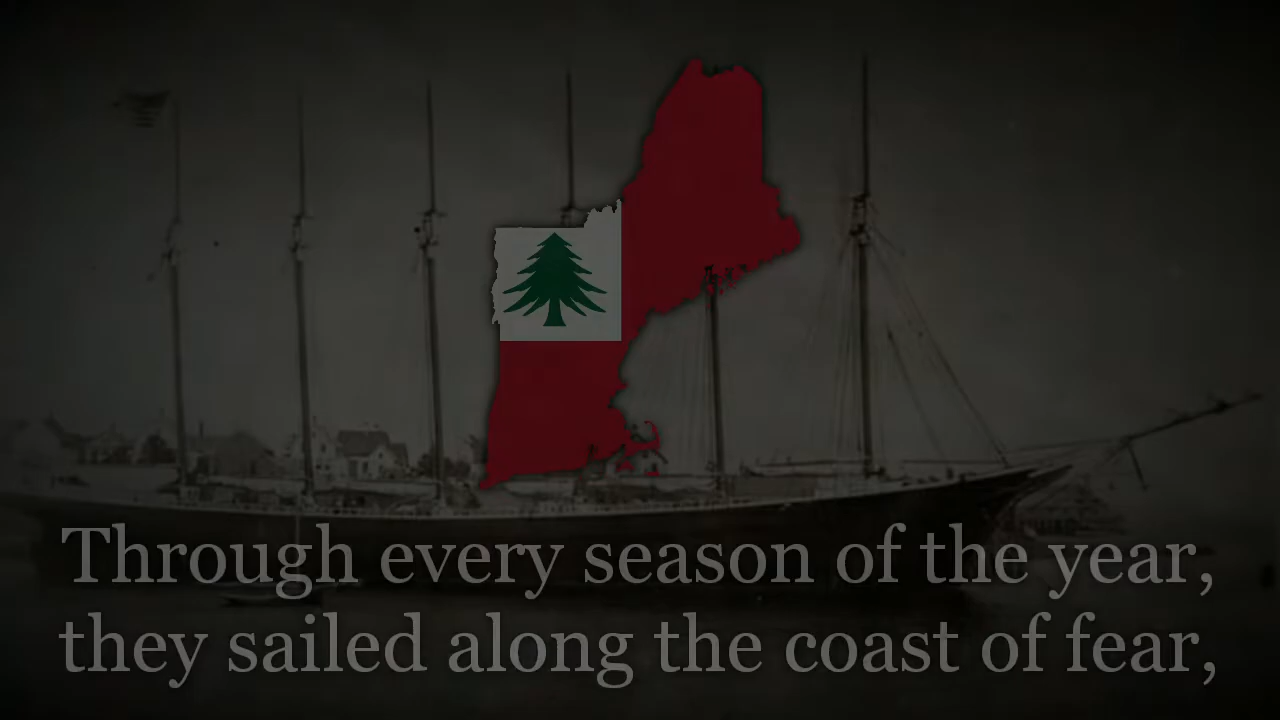 Through every season of the year,
they sailed along the coast of fear,